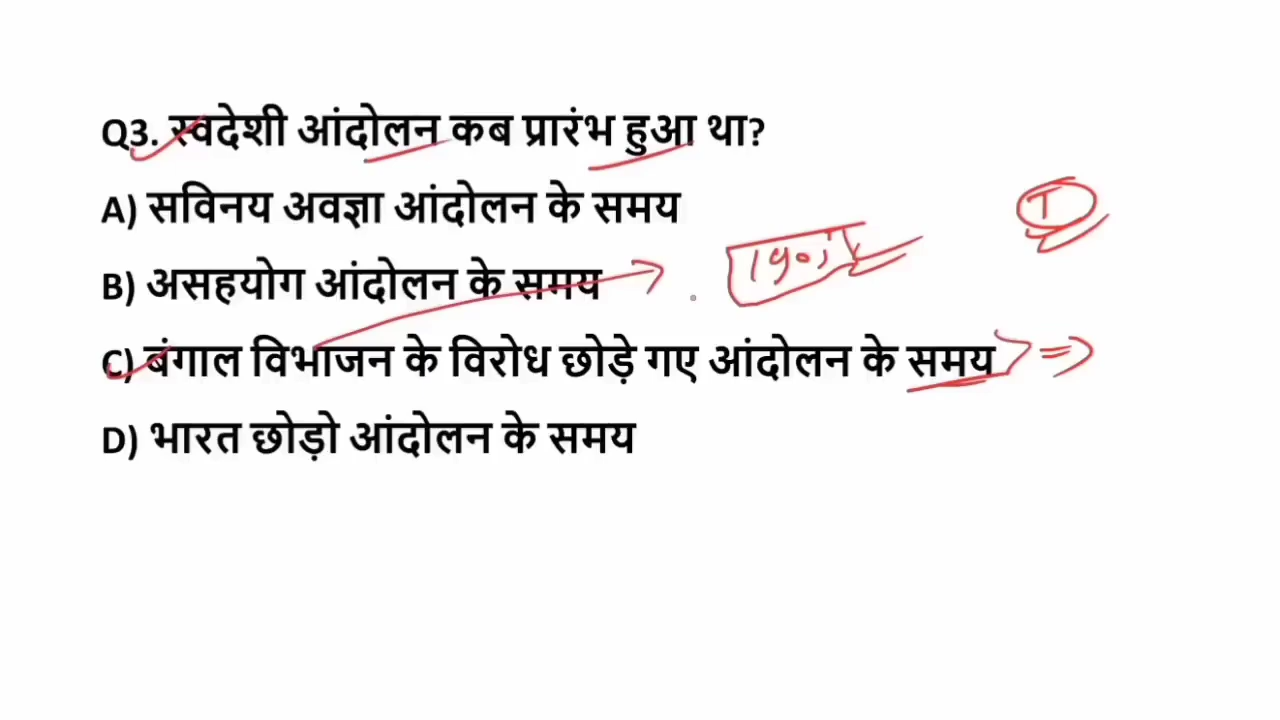 Q3. स्वदेशी आंदोलन कब प्रारंभ हुआ था?
A) सविनय अवज्ञा आंदोलन के समय
B) असहयोग आंदोलन के समय
C) बंगाल विभाजन के विरोध छोड़े गए आंदोलन के समय
D) भारत छोड़ो आंदोलन के समय